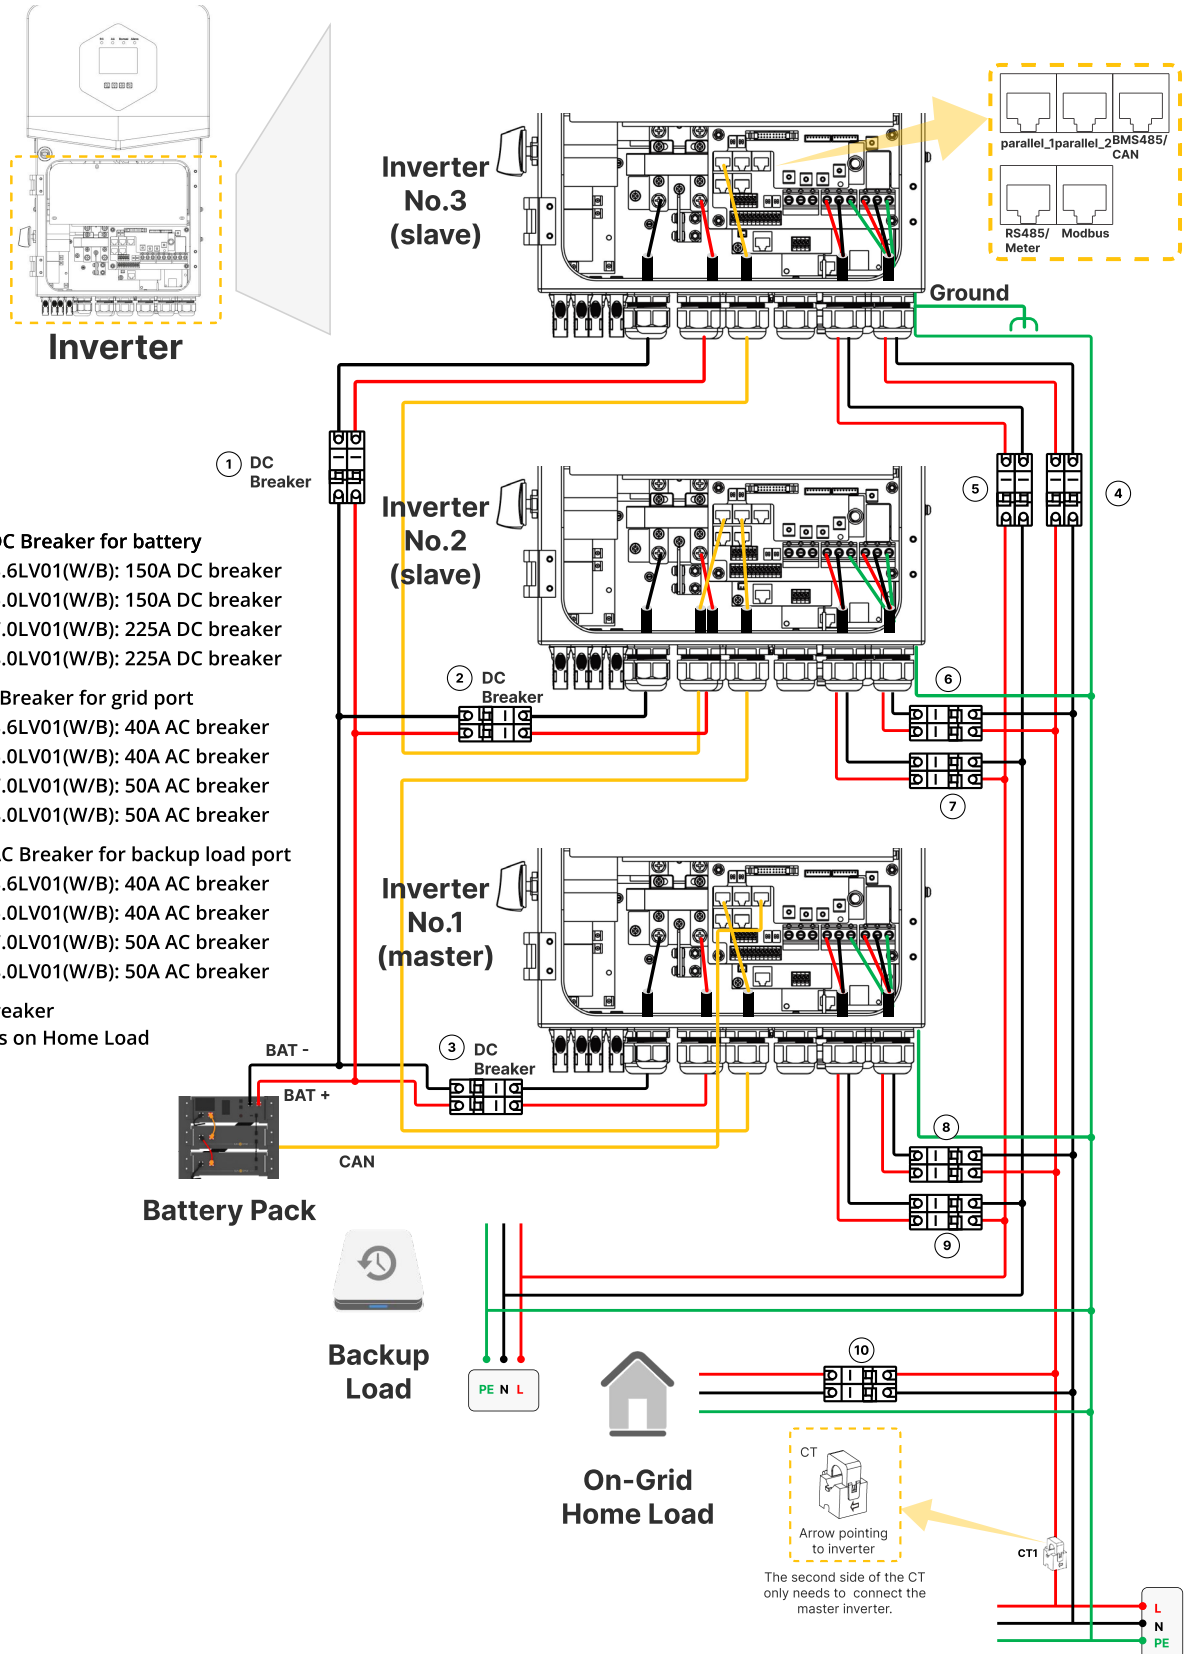 Inverter
Inverter
No.3
(slave)
parallel_1
parallel_2
BMS485/
CAN
RS485/
Meter
Modbus
Ground
1
DC
Breaker
5
4
Inverter
No.2
(slave)
C Breaker for battery
.6LV01(W/B): 150A DC breaker
.0LV01(W/B): 150A DC breaker
.0LV01(W/B): 225A DC breaker
.0LV01(W/B): 225A DC breaker
Breaker for grid port
.6LV01(W/B): 40A AC breaker
.0LV01(W/B): 40A AC breaker
.0LV01(W/B): 50A AC breaker
.0LV01(W/B): 50A AC breaker
C Breaker for backup load port
.6LV01(W/B): 40A AC breaker
.0LV01(W/B): 40A AC breaker
.0LV01(W/B): 50A AC breaker
.0LV01(W/B): 50A AC breaker
eaker
s on Home Load
2
DC
Breaker
6
7
Inverter
No.1
(master)
3
DC
Breaker
BAT -
BAT +
CAN
Battery Pack
8
9
Backup
Load
PE N L
10
On-Grid
Home Load
CT
Arrow pointing
to inverter
The second side of the CT
only needs to connect the
master inverter.
CT1
L
N
PE